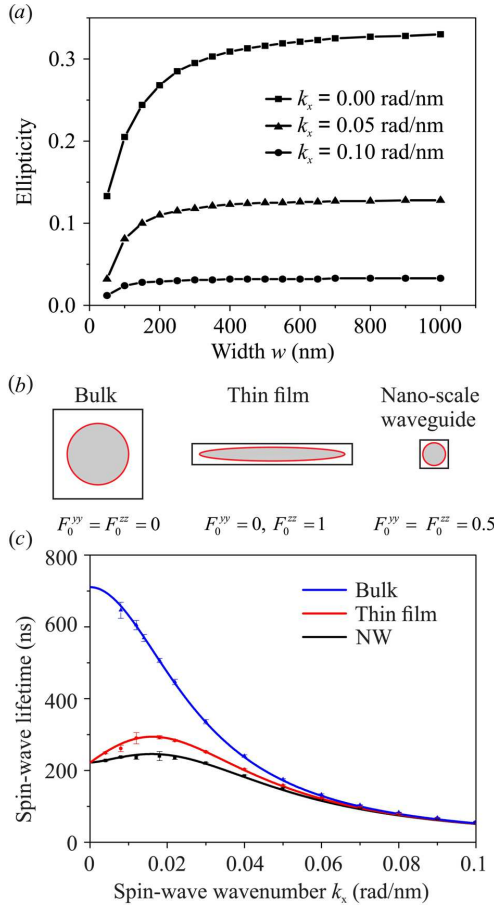 (a)
0.3
0.2
0.1
0.0
Ellipticity
k_x = 0.00 rad/nm
k_x = 0.05 rad/nm
k_x = 0.10 rad/nm
0 200 400 600 800 1000
Width w (nm)
(b)
Bulk
Thin film
Nano-scale
waveguide
F_0^{yy} = F_0^{zz} = 0
F_0^{yy} = 0, F_0^{zz} = 1
F_0^{yy} = F_0^{zz} = 0.5
(c)
800
600
400
200
0
Spin-wave lifetime (ns)
Bulk
Thin film
NW
0 0.02 0.04 0.06 0.08 0.1
Spin-wave wavenumber k_x (rad/nm)